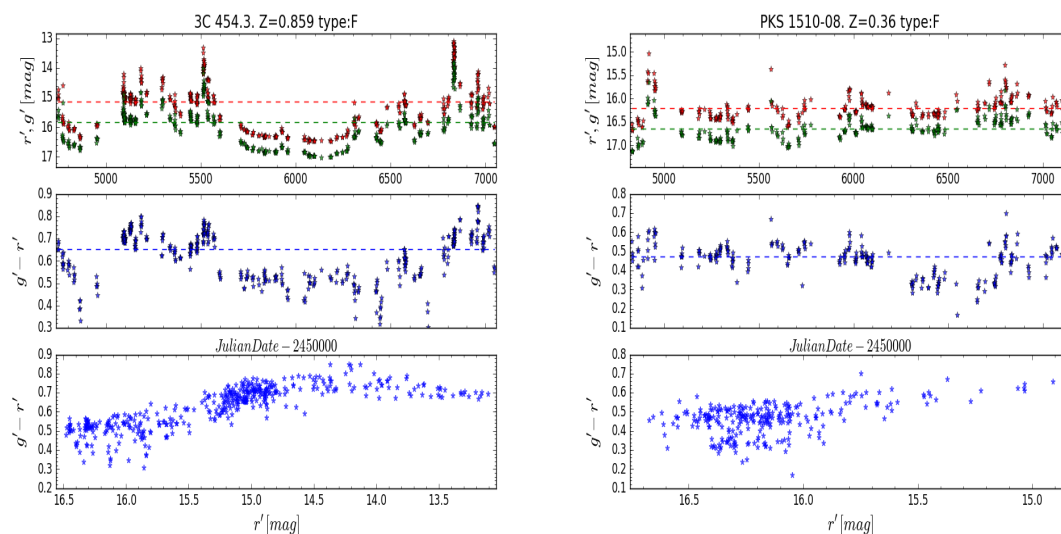 3C 454.3. Z=0.859 type:F
13
14
15
16
17
r′, g′ [mag]
5000 5500 6000 6500 7000
0.9
0.8
0.7
0.6
0.5
0.4
0.3
g′ − r′
JulianDate − 2450000
0.9
0.8
0.7
0.6
0.5
0.4
0.3
0.2
g′ − r′
16.5 16.0 15.5 15.0 14.5 14.0 13.5
r′ [mag]
PKS 1510-08. Z=0.36 type:F
15.0
15.5
16.0
16.5
17.0
r′, g′ [mag]
5000 5500 6000 6500 7000
0.9
0.8
0.7
0.6
0.5
0.4
0.3
0.2
0.1
g′ − r′
JulianDate − 2450000
0.9
0.8
0.7
0.6
0.5
0.4
0.3
0.2
0.1
g′ − r′
16.5 16.0 15.5 15.0
r′ [mag]